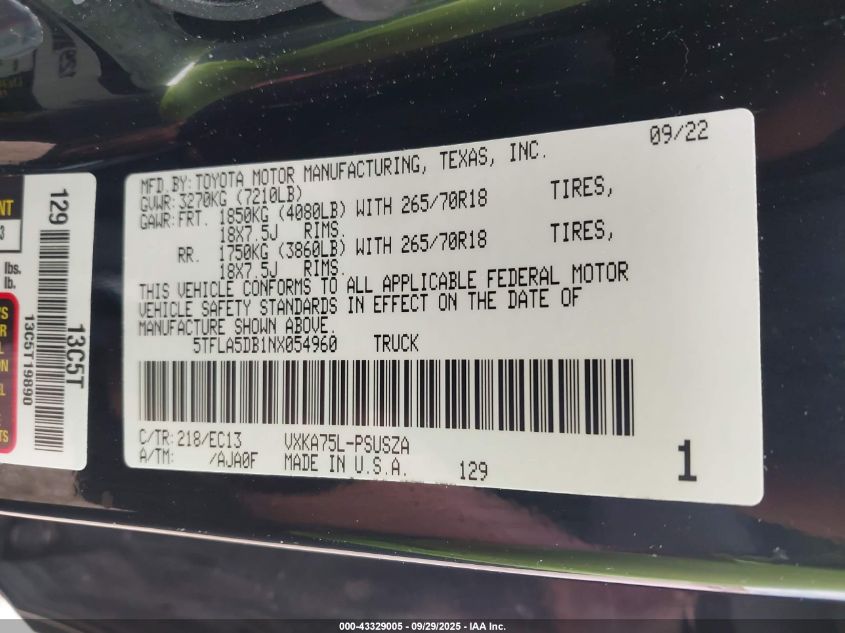 09/22
MFD.BY:TOYOTA MOTOR MANUFACTURING, TEXAS, INC.
GVWR: 3270KG (7210LB)
GAWR:FRT. 1850KG (4080LB) WITH 265/70R18 TIRES,
18X7.5J RIMS.
RR. 1750KG (3860LB) WITH 265/70R18 TIRES,
18X7.5J RIMS.
THIS VEHICLE CONFORMS TO ALL APPLICABLE FEDERAL MOTOR
VEHICLE SAFETY STANDARDS IN EFFECT ON THE DATE OF
MANUFACTURE SHOWN ABOVE.
5TFLA5DB1NX054960 TRUCK
C/TR:218/EC13 VXKA75L-PSUSZA
A/TM: /AJA0F MADE IN U.S.A. 129
1
129
13C5T
13C5T19890
lbs.
lb.
000-43329005 - 09/29/2025 - IAA Inc.